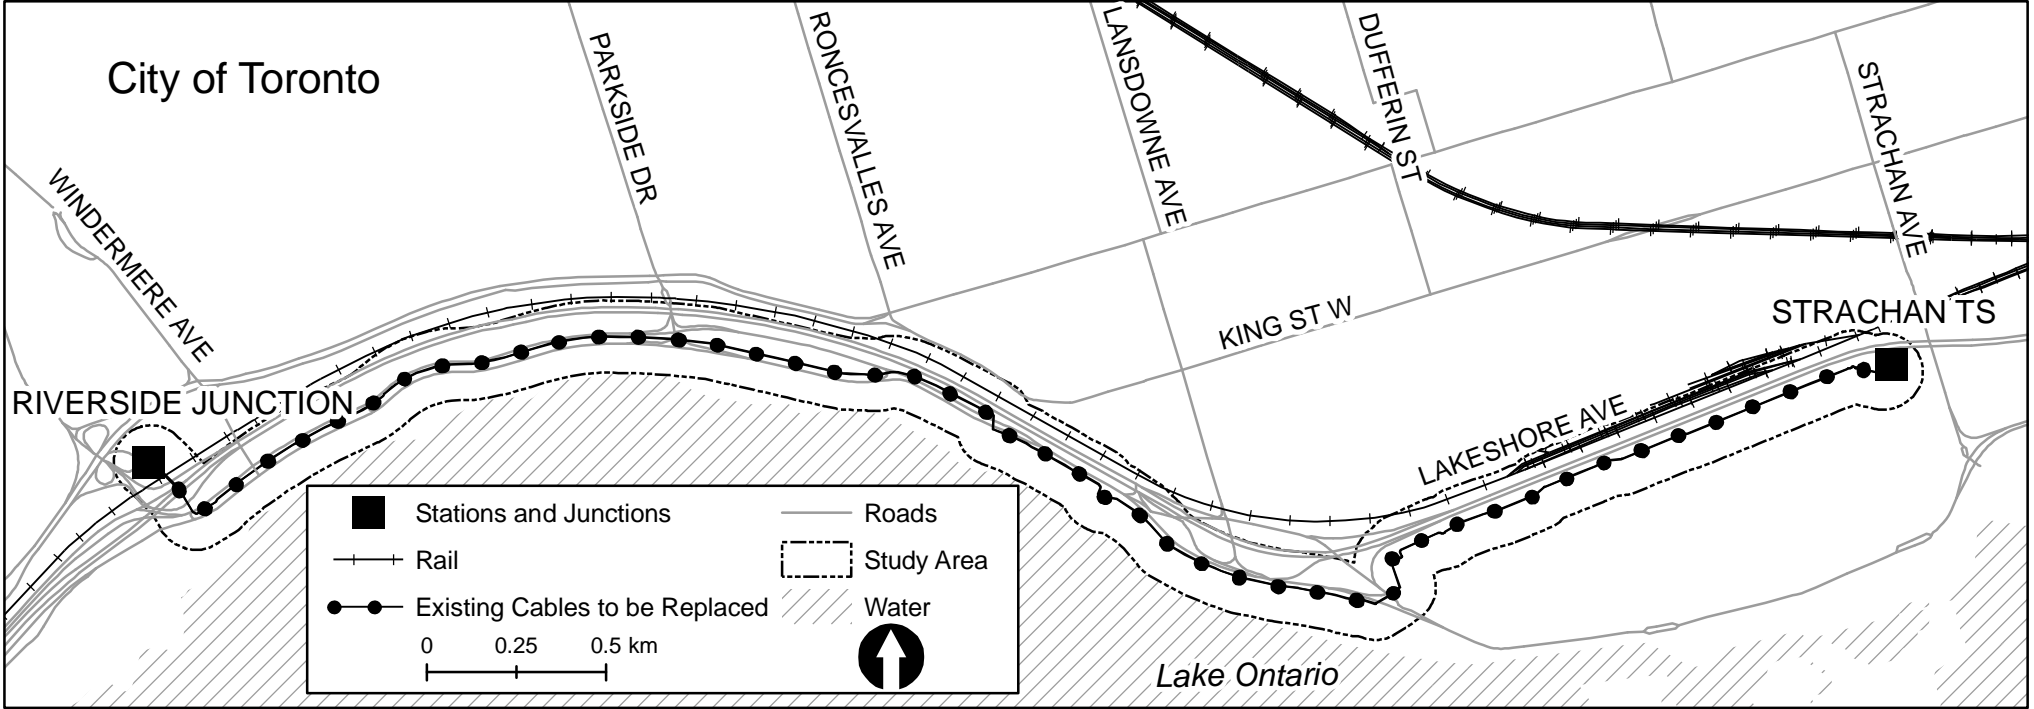 City of Toronto
PARKSIDE DR
RONCESVALLES AVE
LANSDOWNE AVE
DUFFERIN ST
STRACHAN AVE
WINDERMERE AVE
KING ST W
STRACHAN TS
RIVERSIDE JUNCTION
LAKESHORE AVE
Stations and Junctions
Rail
Existing Cables to be Replaced
Roads
Study Area
Water
0 0.25 0.5 km
Lake Ontario